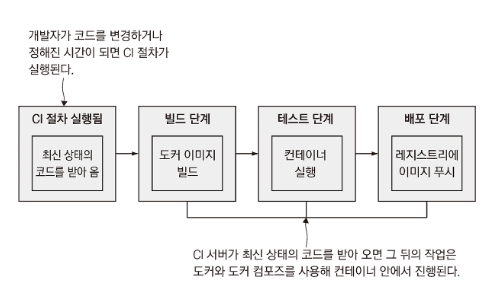 개발자가 코드를 변경하거나
정해진 시간이 되면 CI 절차가
실행된다.
CI 절차 실행됨
최신 상태의
코드를 받아 옴
빌드 단계
도커 이미지
빌드
테스트 단계
컨테이너
실행
배포 단계
레지스트리에
이미지 푸시
CI 서버가 최신 상태의 코드를 받아 오면 그 뒤의 작업은
도커와 도커 컴포즈를 사용해 컨테이너 안에서 진행된다.